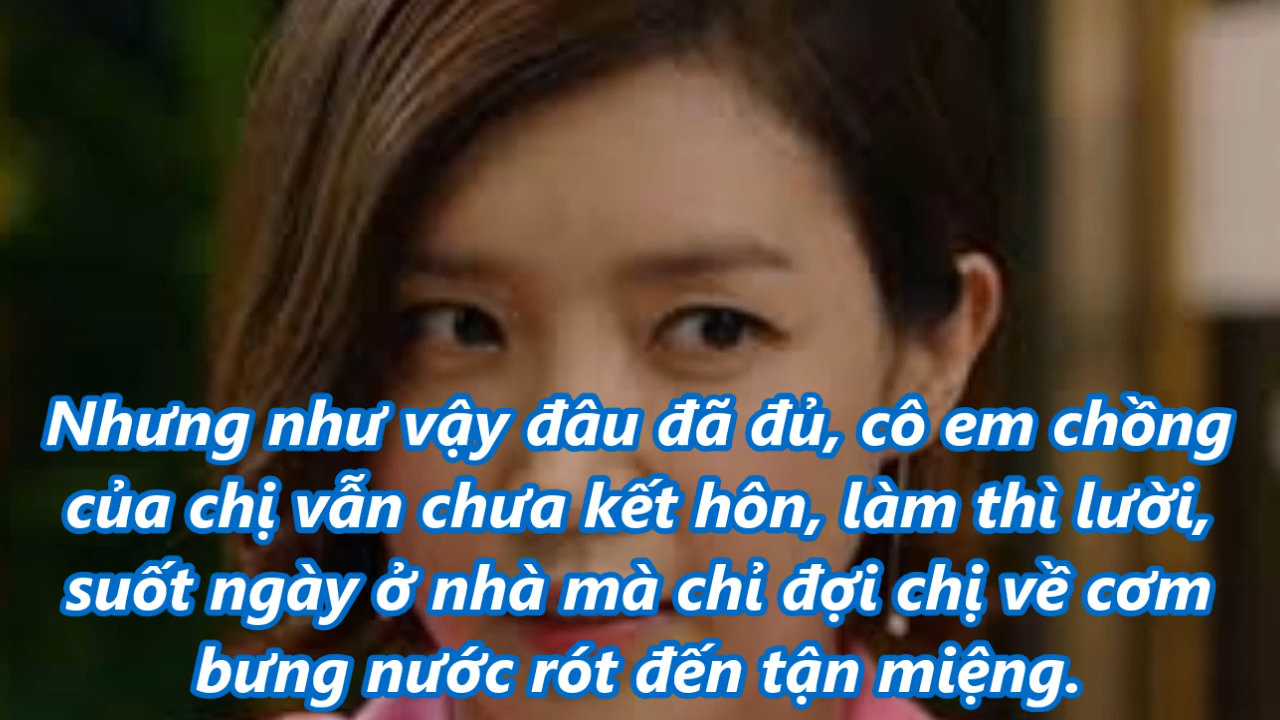 Nhưng như vậy đâu đã đủ, cô em chồng
của chị vẫn chưa kết hôn, làm thì lười,
suốt ngày ở nhà mà chỉ đợi chị về cơm
bưng nước rót đến tận miệng.